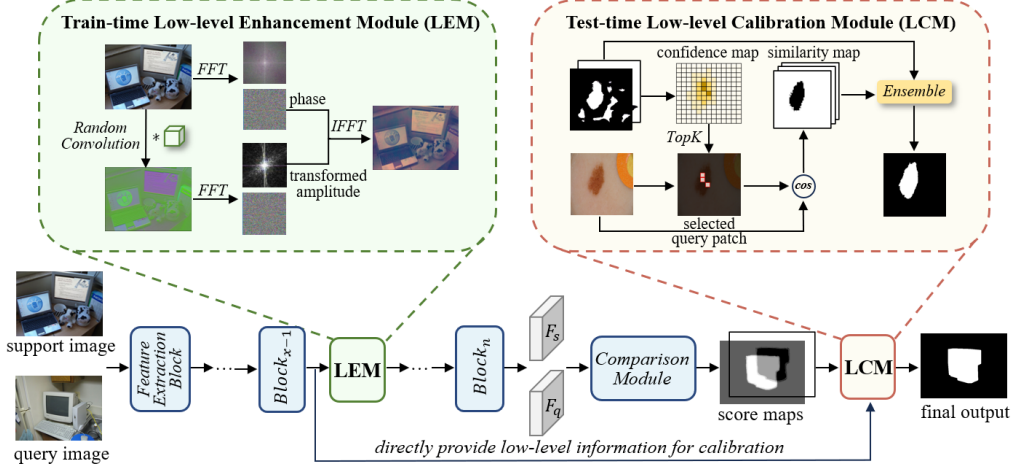 Train-time Low-level Enhancement Module (LEM)
FFT
phase
Random
Convolution
*
IFFT
FFT
transformed
amplitude
Test-time Low-level Calibration Module (LCM)
confidence map
similarity map
Ensemble
TopK
cos
selected
query patch
support image
query image
Feature
Extraction
Block
...
Block_{x-1}
LEM
...
Block_n
F_s
F_q
Comparison
Module
score maps
LCM
final output
directly provide low-level information for calibration